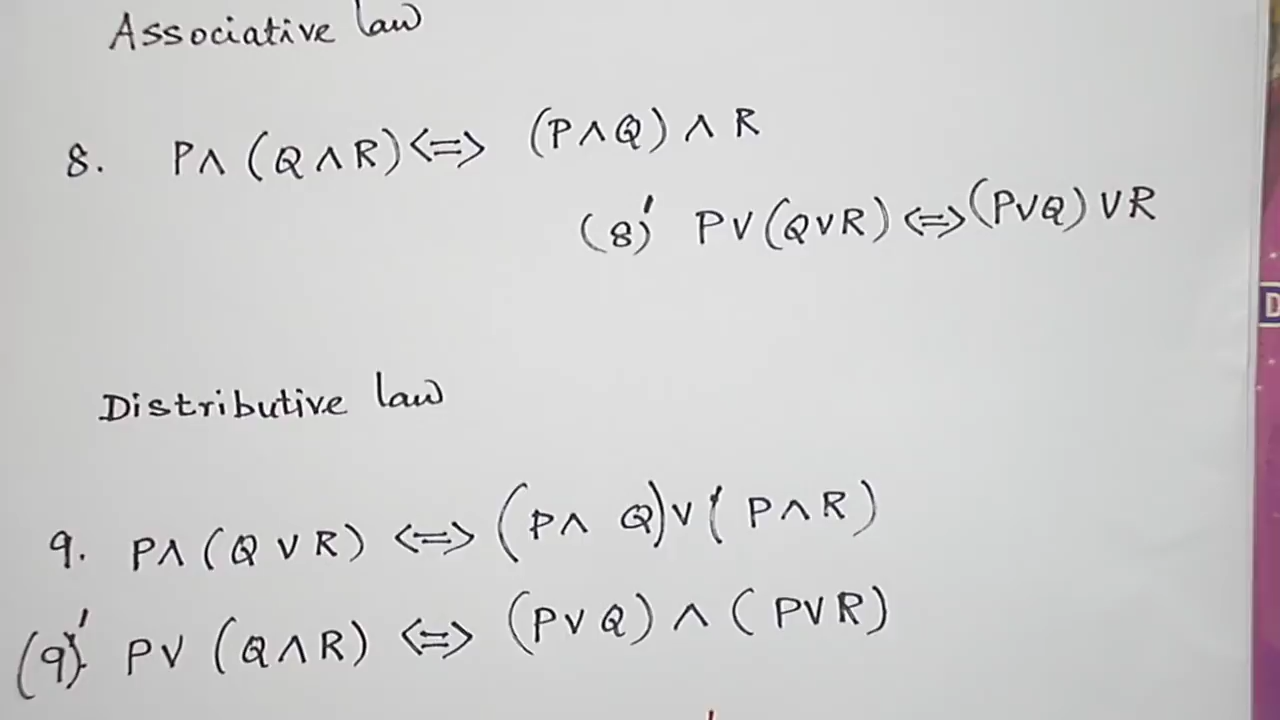 Associative law
8. P∧ (Q ∧ R) <=> (P∧Q) ∧ R
(8)' P∨ (Q∨R) <=> (P∨Q) ∨R
Distributive law
9. P∧ (Q ∨ R) <=> (P∧ Q)∨( P∧R)
(9)'. P∨ (Q∧R) <=> (P∨Q) ∧ ( P∨R)
D